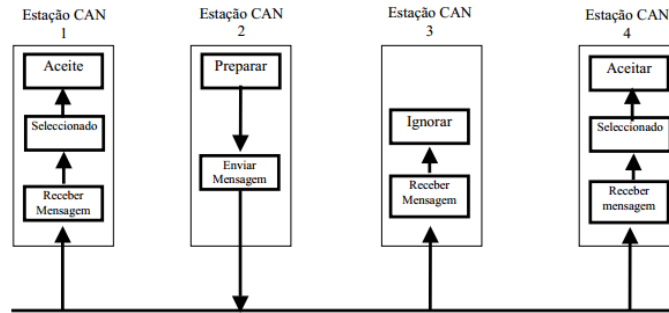 Estação CAN
1
Aceite
Seleccionado
Receber
Mensagem
Estação CAN
2
Preparar
Enviar
Mensagem
Estação CAN
3
Ignorar
Receber
Mensagem
Estação CAN
4
Aceitar
Seleccionado
Receber
mensagem